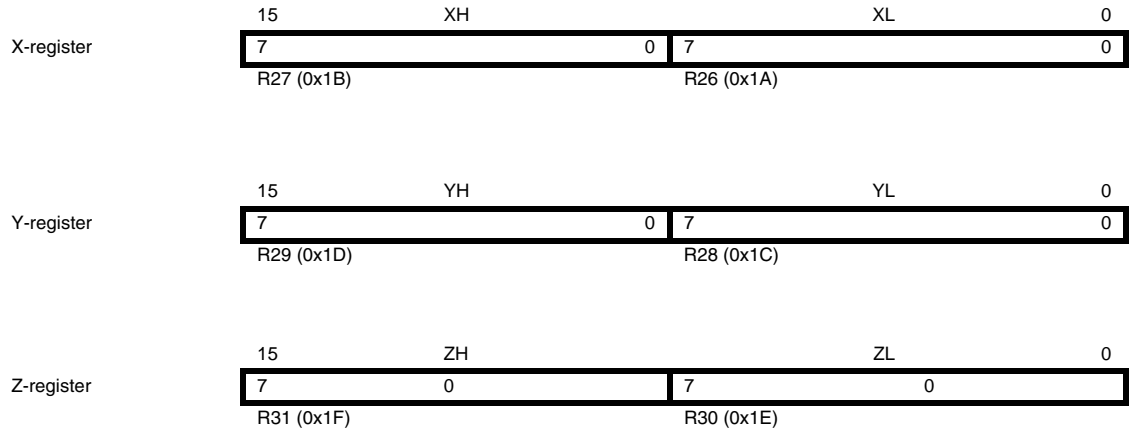 15 XH XL 0
X-register 7 0 7 0
R27 (0x1B) R26 (0x1A)
15 YH YL 0
Y-register 7 0 7 0
R29 (0x1D) R28 (0x1C)
15 ZH ZL 0
Z-register 7 0 7 0
R31 (0x1F) R30 (0x1E)